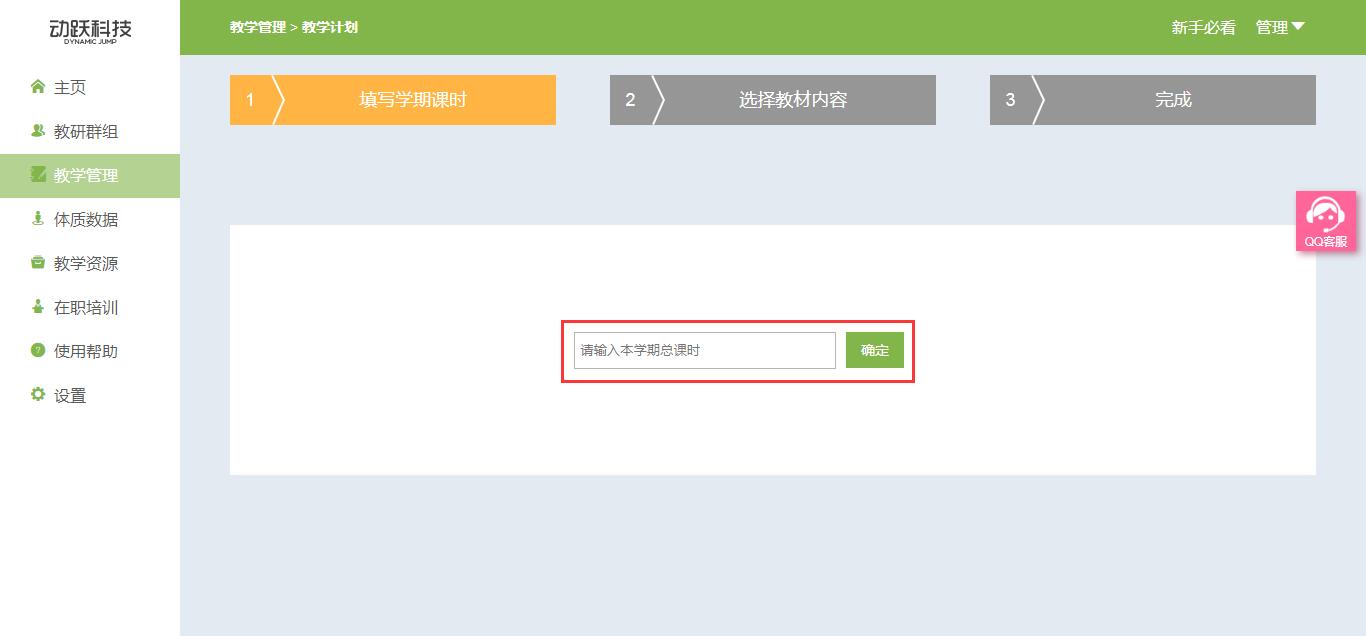 动跃科技
DYNAMIC JUMP
主页
教研群组
教学管理
体质数据
教学资源
在职培训
使用帮助
设置
教学管理 > 教学计划
新手必看 管理
1 填写学期课时
2 选择教材内容
3 完成
QQ客服
请输入本学期总课时 确定